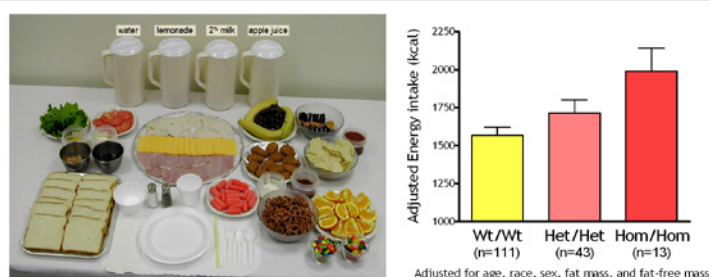 water
lemonade
2% milk
apple juice
Adjusted Energy intake (kcal)
2250
2000
1750
1500
1250
1000
Wt/Wt
(n=111)
Het/Het
(n=43)
Hom/Hom
(n=13)
Adjusted for age, race, sex, fat mass, and fat-free mass